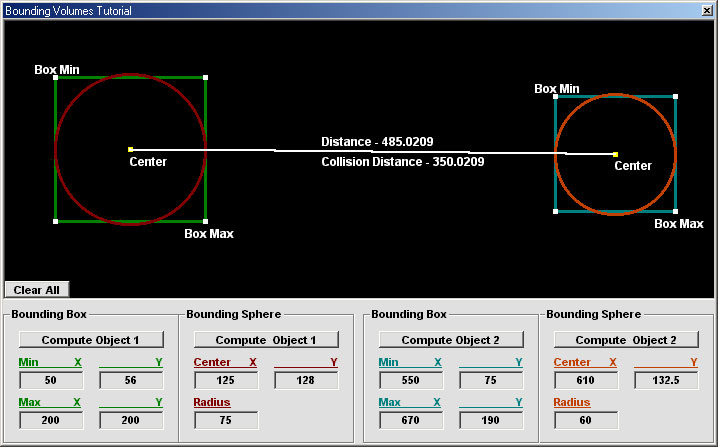 Bounding Volumes Tutorial
Box Min
Box Min
Distance - 485.0209
Center
Collision Distance - 350.0209
Center
Box Max
Box Max
Clear All
Bounding Box
Bounding Sphere
Bounding Box
Bounding Sphere
Compute Object 1
Compute Object 1
Compute Object 2
Compute Object 2
Min X Y
Center X Y
Min X Y
Center X Y
50 56
125 128
550 75
610 132.5
Max X Y
Radius
Max X Y
Radius
200 200
75
670 190
60